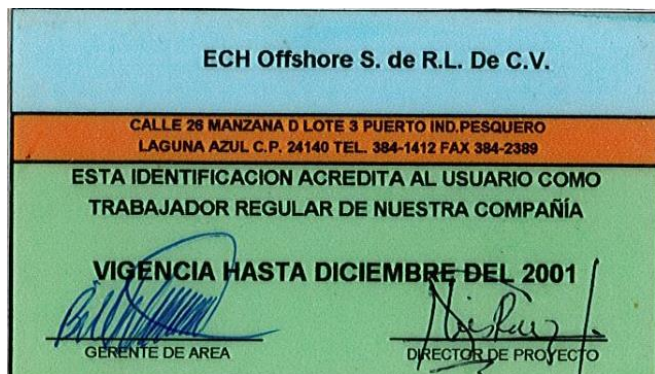 ECH Offshore S. de R.L. De C.V.
CALLE 26 MANZANA D LOTE 3 PUERTO IND.PESQUERO
LAGUNA AZUL C.P. 24140 TEL. 384-1412 FAX 384-2389
ESTA IDENTIFICACION ACREDITA AL USUARIO COMO
TRABAJADOR REGULAR DE NUESTRA COMPAÑÍA
VIGENCIA HASTA DICIEMBRE DEL 2001
GERENTE DE AREA
DIRECTOR DE PROYECTO